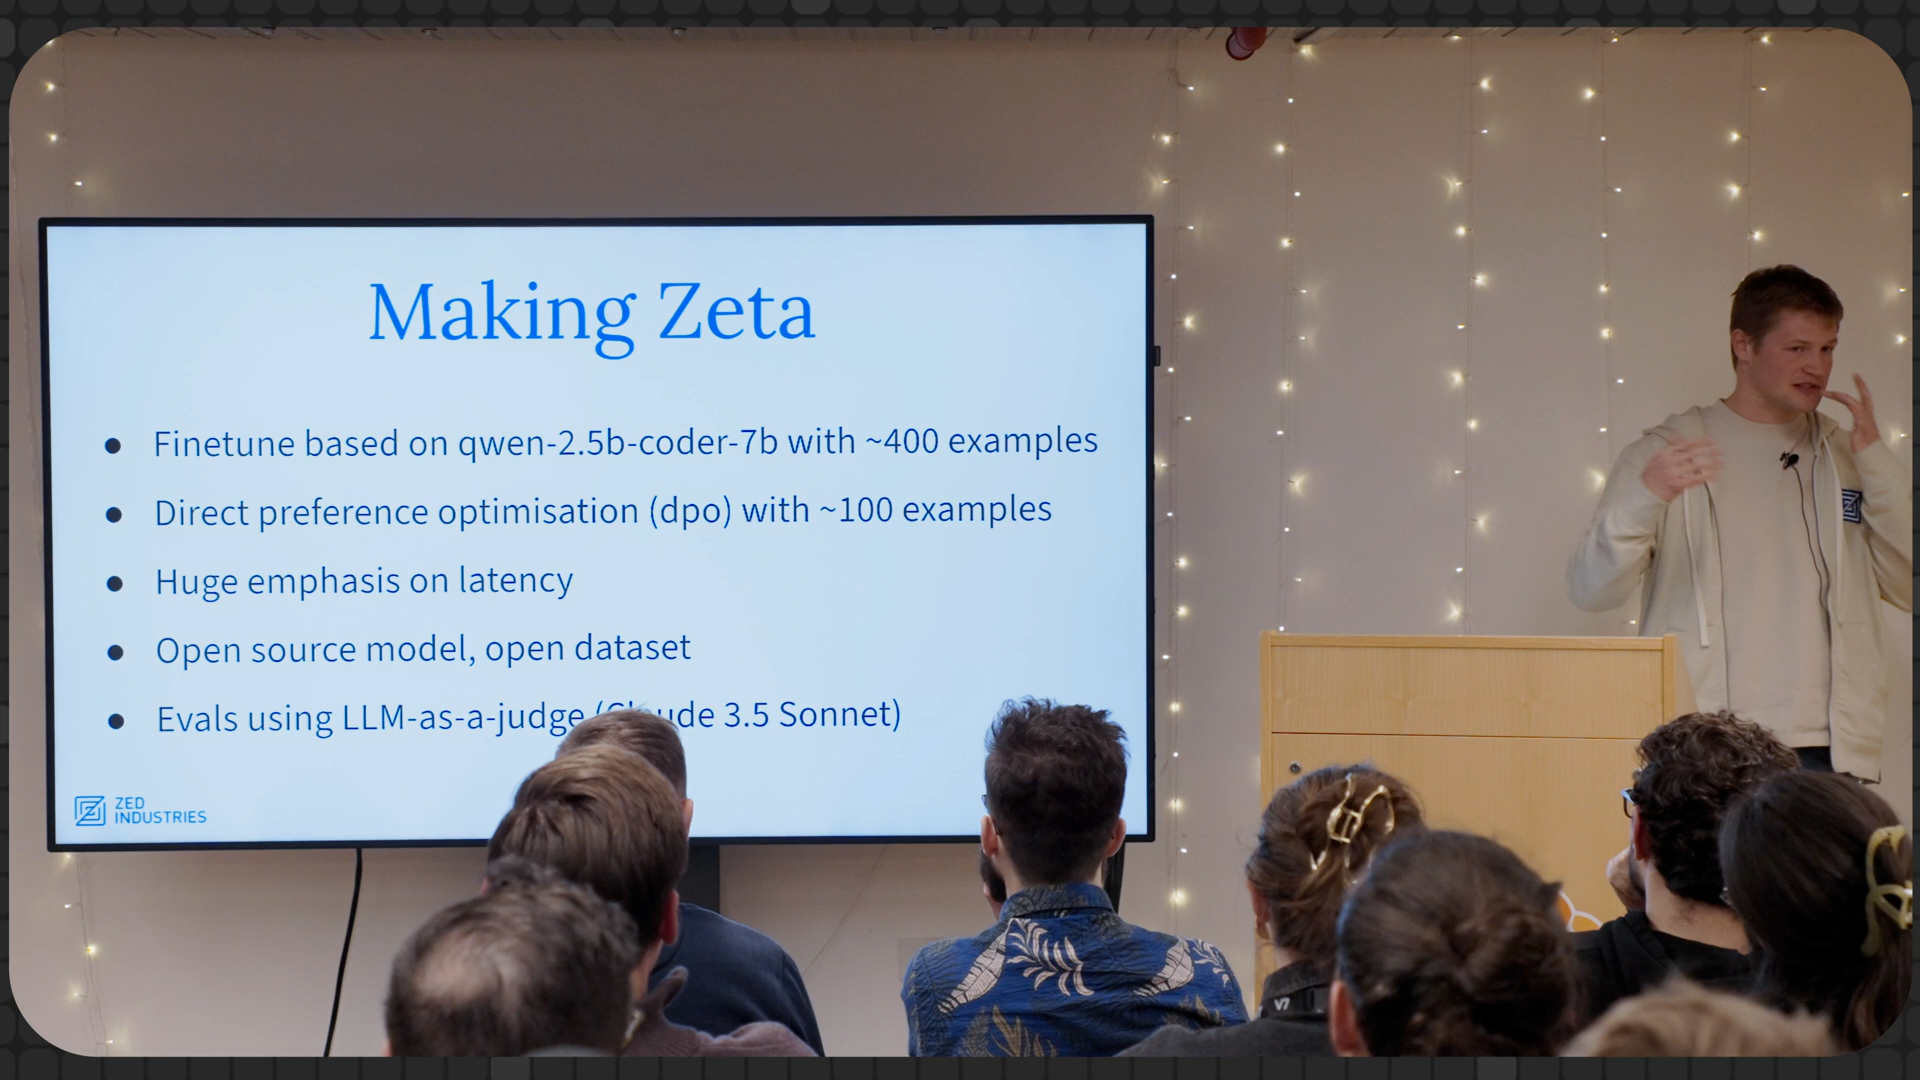 Making Zeta
● Finetune based on qwen-2.5b-coder-7b with ~400 examples
● Direct preference optimisation (dpo) with ~100 examples
● Huge emphasis on latency
● Open source model, open dataset
● Evals using LLM-as-a-judge (Claude 3.5 Sonnet)
ZED
INDUSTRIES
V7